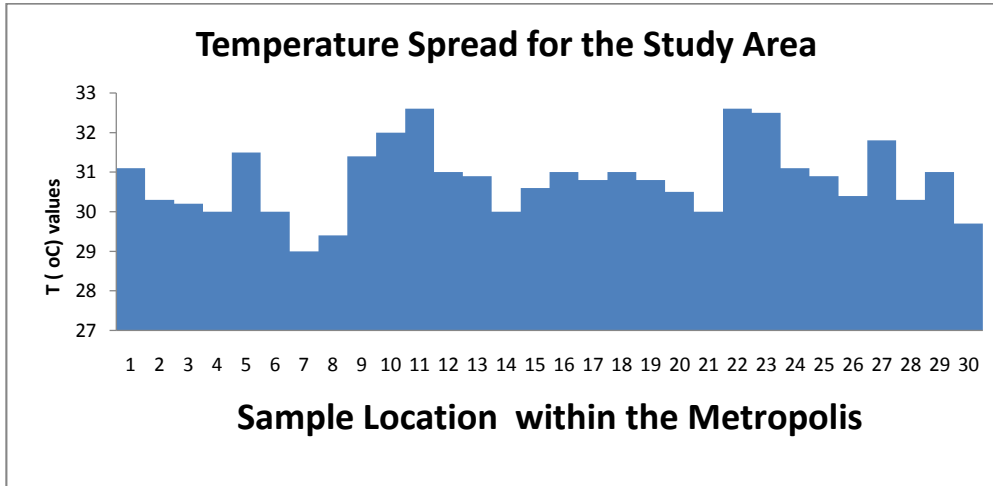 Temperature Spread for the Study Area
T ( oC) values
33
32
31
30
29
28
27
1 2 3 4 5 6 7 8 9 10 11 12 13 14 15 16 17 18 19 20 21 22 23 24 25 26 27 28 29 30
Sample Location within the Metropolis